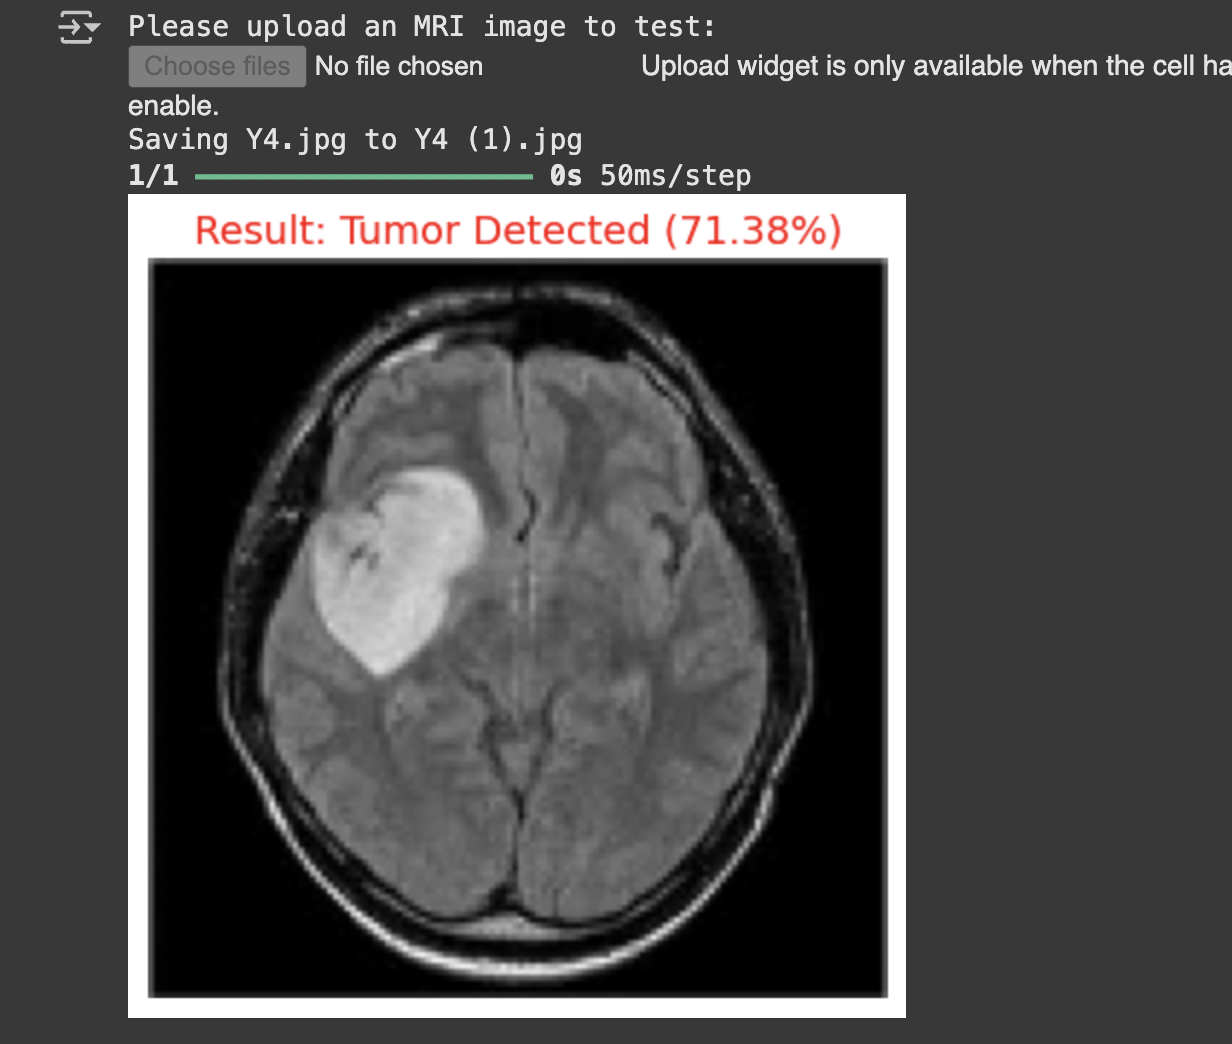 Please upload an MRI image to test:
Choose files No file chosen Upload widget is only available when the cell ha
enable.
Saving Y4.jpg to Y4 (1).jpg
1/1 0s 50ms/step
Result: Tumor Detected (71.38%)